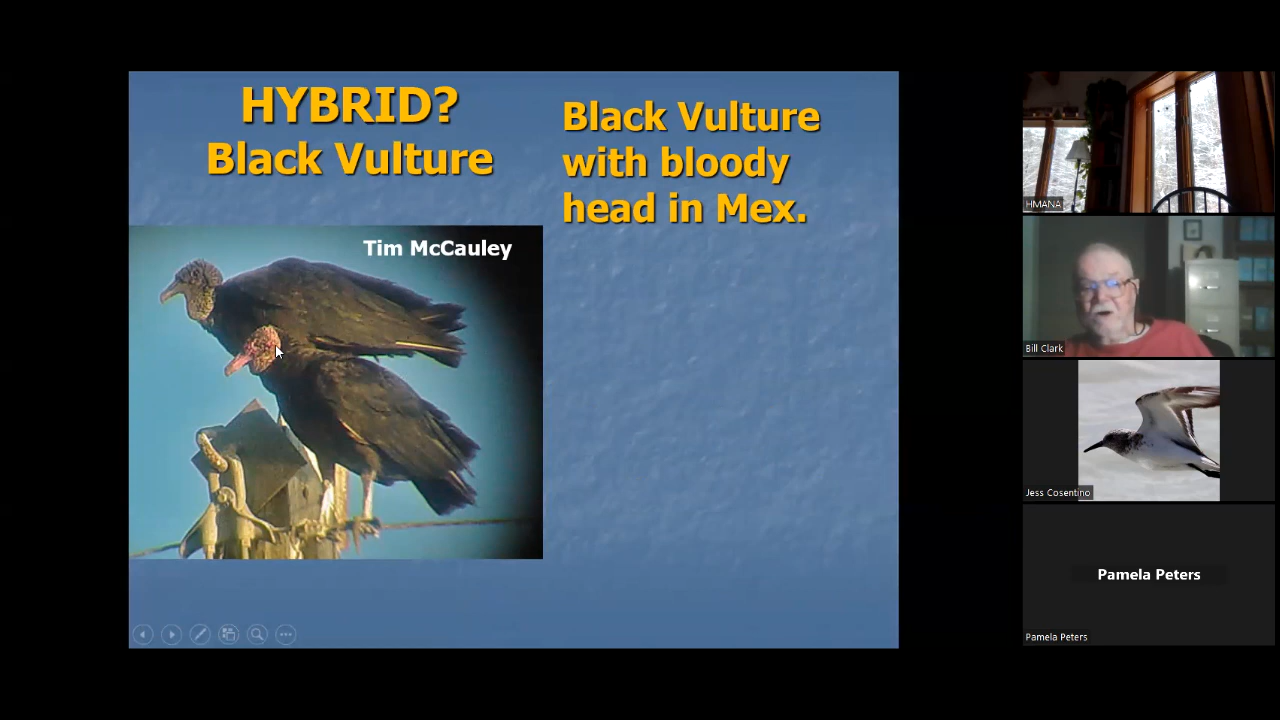 HYBRID?
Black Vulture
Black Vulture
with bloody
head in Mex.
Tim McCauley
HMANA
Bill Clark
Jess Cosentino
Pamela Peters
Pamela Peters